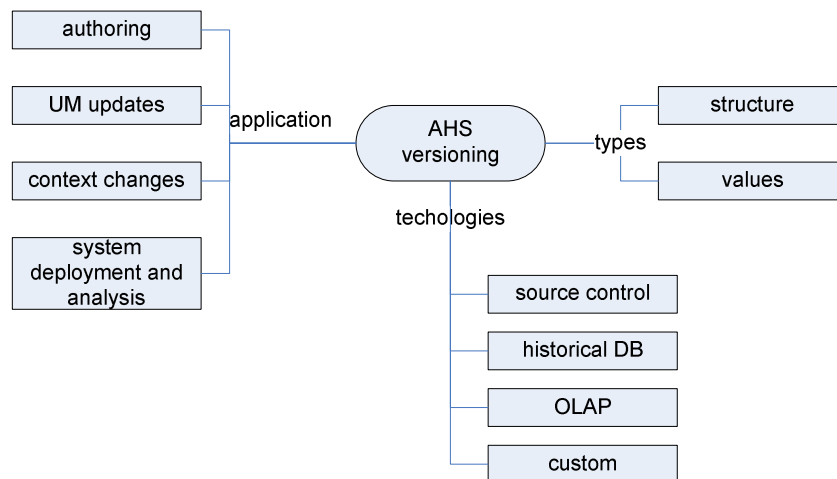 authoring
UM updates
application
context changes
system
deployment and
analysis
AHS
versioning
types
structure
values
techologies
source control
historical DB
OLAP
custom